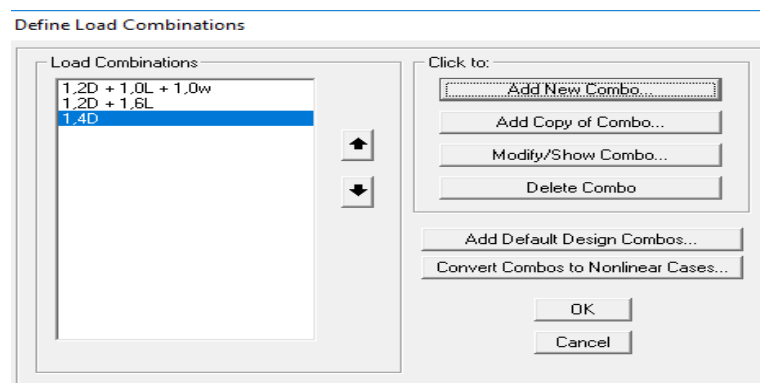 Define Load Combinations
Load Combinations
1,2D + 1,0L + 1,0w
1,2D + 1,6L
1,4D
Click to:
Add New Combo...
Add Copy of Combo...
Modify/Show Combo...
Delete Combo
Add Default Design Combos...
Convert Combos to Nonlinear Cases...
OK
Cancel